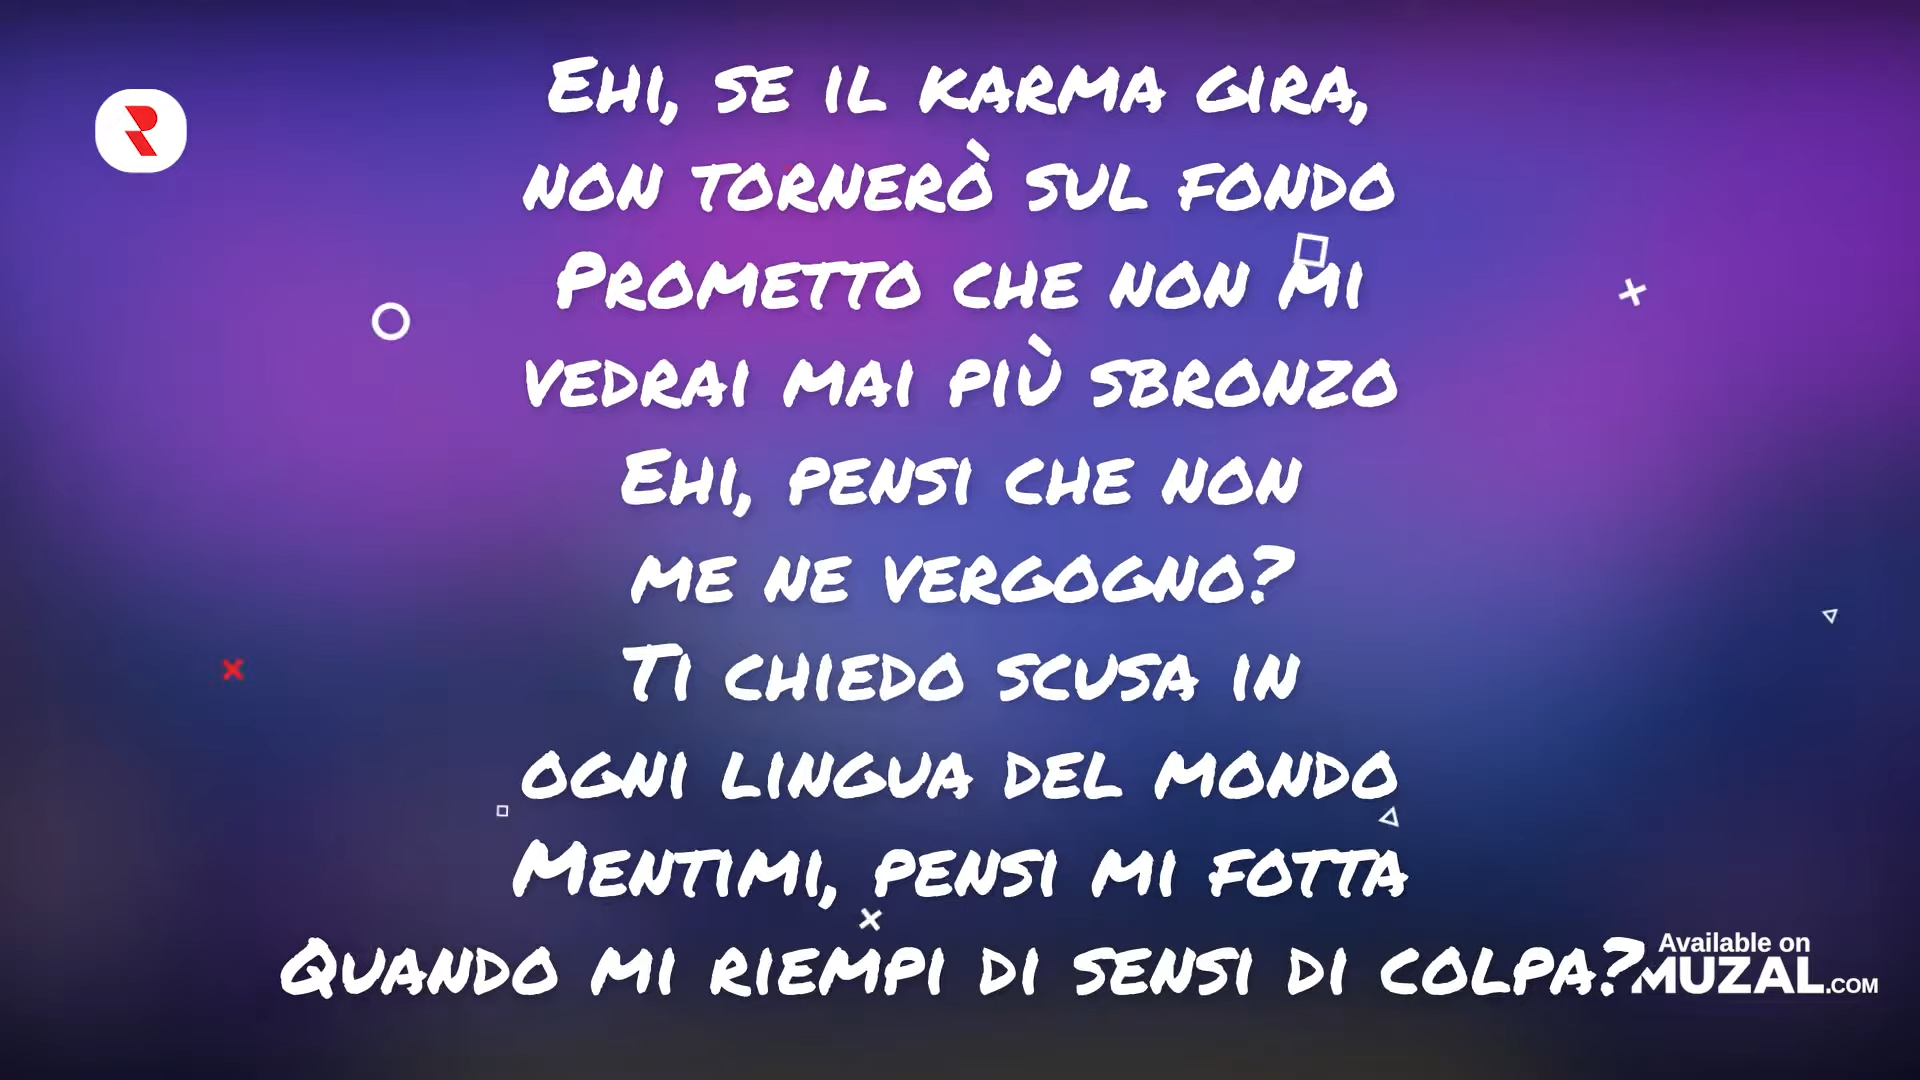 Ehi, se il karma gira,
non tornerò sul fondo
Prometto che non mi
vedrai mai più sbronzo
Ehi, pensi che non
me ne vergogno?
Ti chiedo scusa in
ogni lingua del mondo
Mentimi, pensi mi fotta
Quando mi riempi di sensi di colpa?
Available on
MUZAL.COM